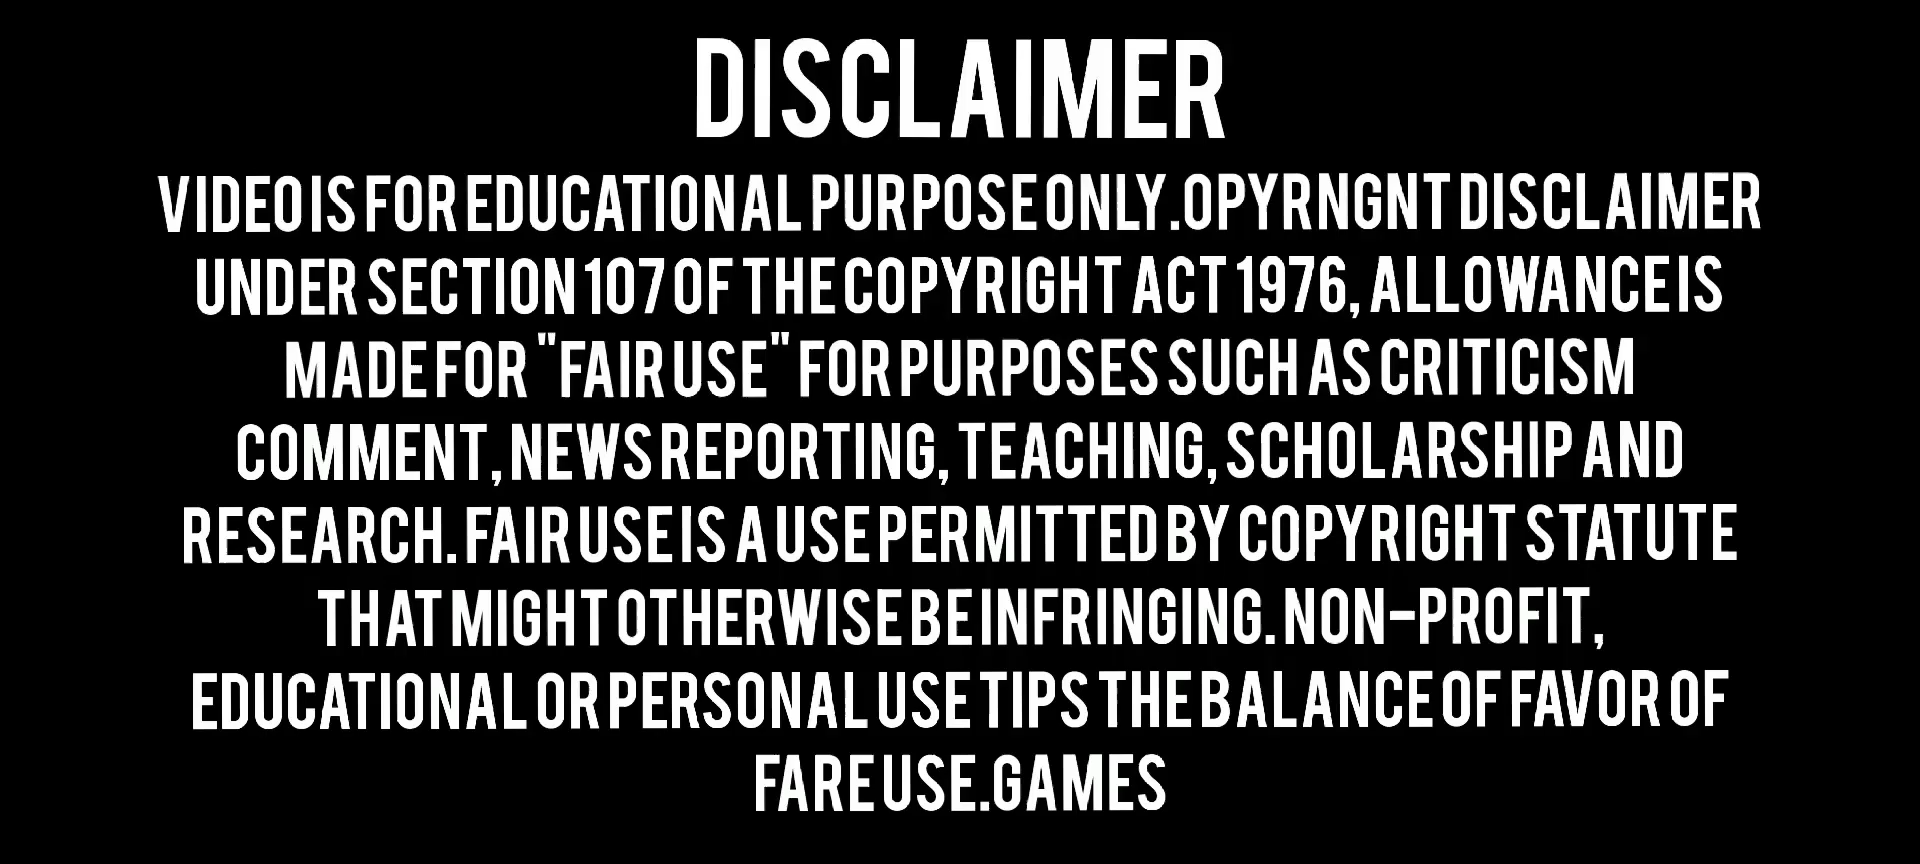 DISCLAIMER
VIDEO IS FOR EDUCATIONAL PURPOSE ONLY.OPYRNGNT DISCLAIMER
UNDER SECTION 107 OF THE COPYRIGHT ACT 1976, ALLOWANCE IS
MADE FOR "FAIR USE" FOR PURPOSES SUCH AS CRITICISM
COMMENT, NEWS REPORTING, TEACHING, SCHOLARSHIP AND
RESEARCH. FAIR USE IS A USE PERMITTED BY COPYRIGHT STATUTE
THAT MIGHT OTHERWISE BE INFRINGING. NON-PROFIT,
EDUCATIONAL OR PERSONAL USE TIPS THE BALANCE OF FAVOR OF
FARE USE.GAMES